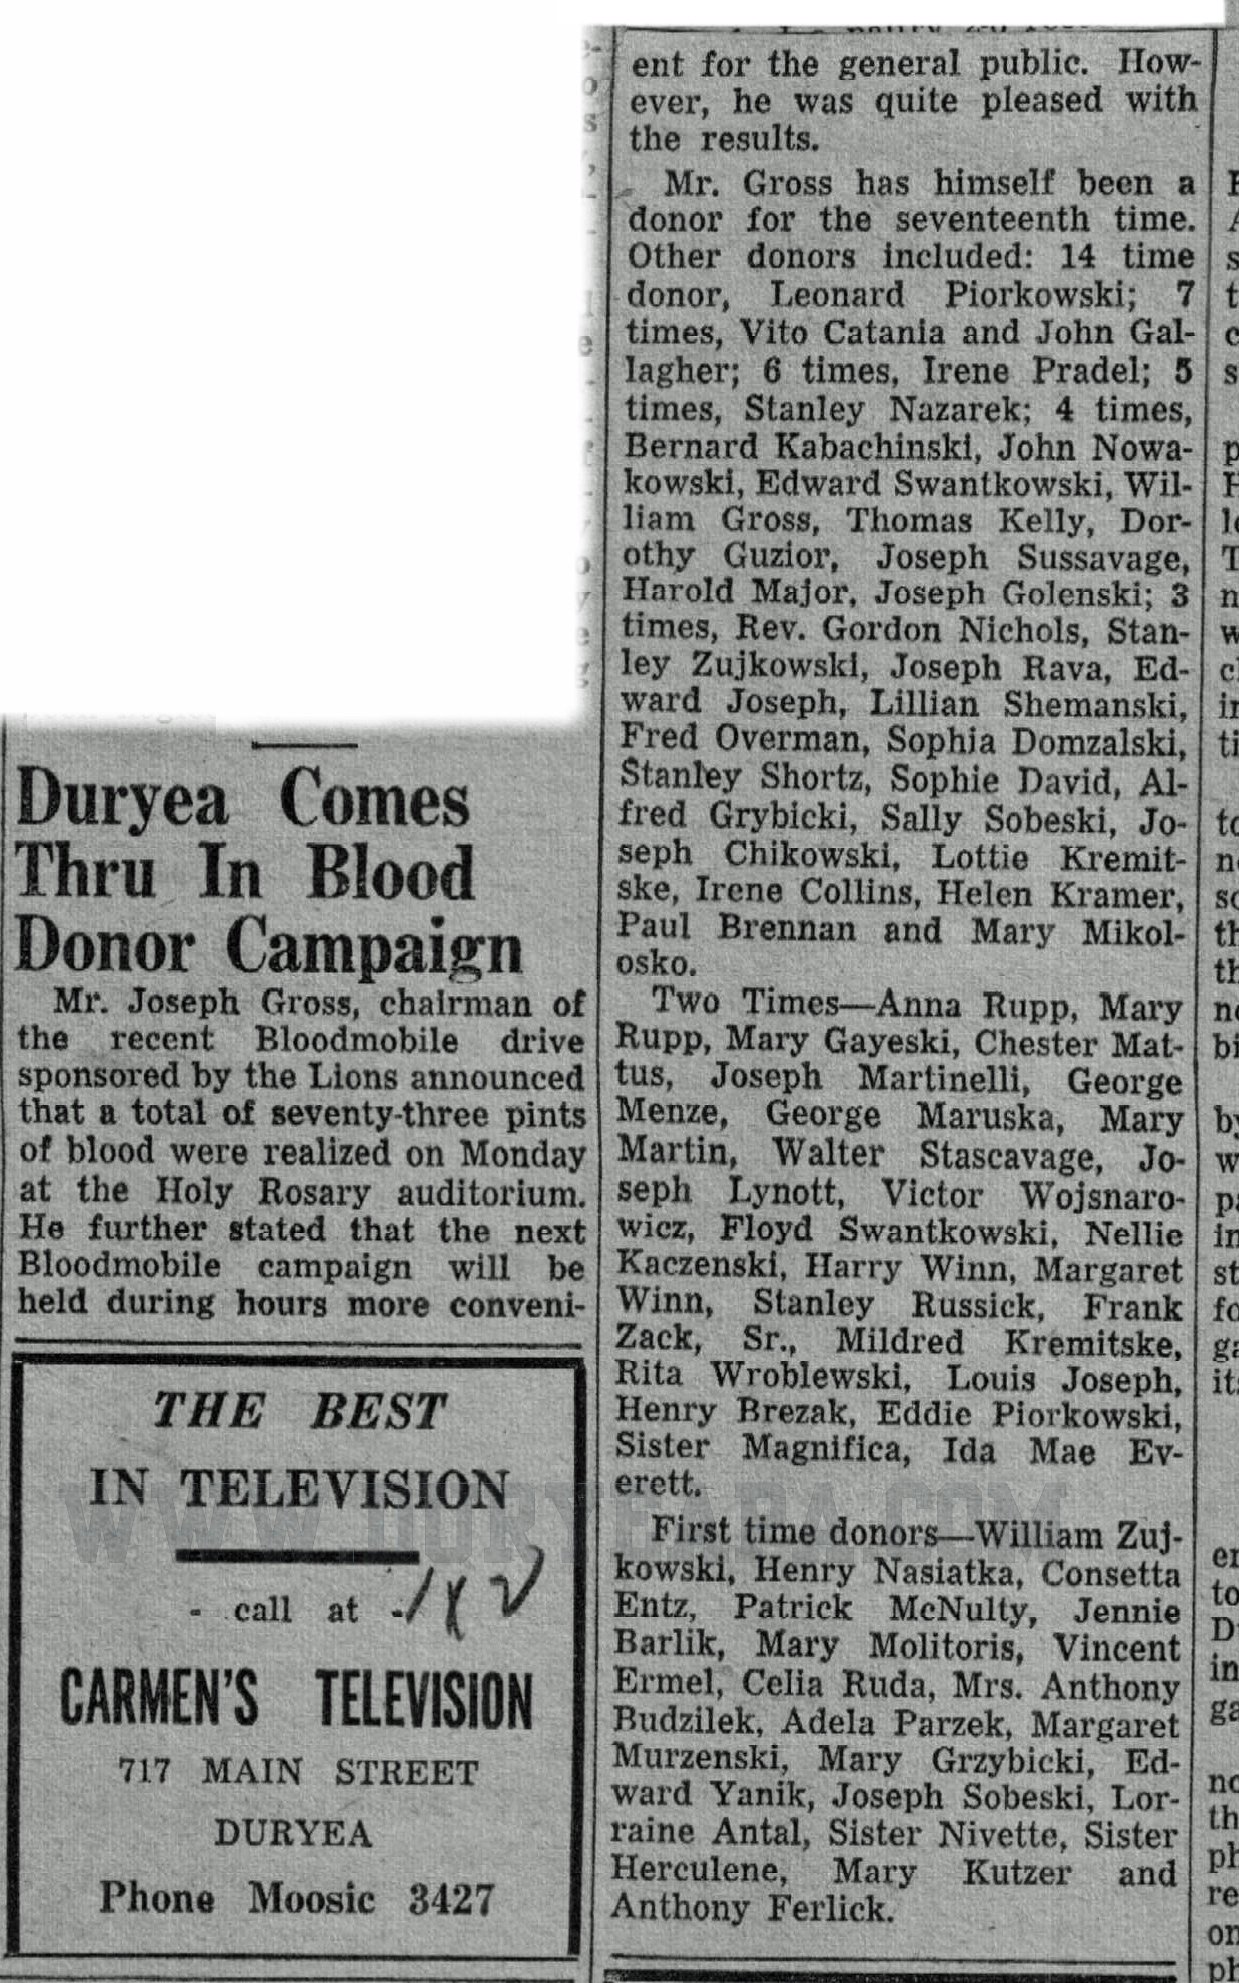 Duryea Comes
Thru In Blood
Donor Campaign
Mr. Joseph Gross, chairman of
the recent Bloodmobile drive
sponsored by the Lions announced
that a total of seventy-three pints
of blood were realized on Monday
at the Holy Rosary auditorium.
He further stated that the next
Bloodmobile campaign will be
held during hours more conveni-
ent for the general public. How-
ever, he was quite pleased with
the results.
Mr. Gross has himself been a
donor for the seventeenth time.
Other donors included: 14 time
donor, Leonard Piorkowski; 7
times, Vito Catania and John Gal-
lagher; 6 times, Irene Pradel; 5
times, Stanley Nazarek; 4 times,
Bernard Kabachinski, John Nowa-
kowski, Edward Swantkowski, Wil-
liam Gross, Thomas Kelly, Dor-
othy Guzior, Joseph Sussavage,
Harold Major, Joseph Golenski; 3
times, Rev. Gordon Nichols, Stan-
ley Zujkowski, Joseph Rava, Ed-
ward Joseph, Lillian Shemanski,
Fred Overman, Sophia Domzalski,
Stanley Shortz, Sophie David, Al-
fred Grybicki, Sally Sobeski, Jo-
seph Chikowski, Lottie Kremit-
ske, Irene Collins, Helen Kramer,
Paul Brennan and Mary Mikol-
osko.
Two Times—Anna Rupp, Mary
Rupp, Mary Gayeski, Chester Mat-
tus, Joseph Martinelli, George
Menze, George Maruska, Mary
Martin, Walter Stascavage, Jo-
seph Lynott, Victor Wojsnaro-
wicz, Floyd Swantkowski, Nellie
Kaczenski, Harry Winn, Margaret
Winn, Stanley Russick, Frank
Zack, Sr., Mildred Kremitske,
Rita Wroblewski, Louis Joseph,
Henry Brezak, Eddie Piorkowski,
Sister Magnifica, Ida Mae Ev-
erett.
First time donors—William Zuj-
kowski, Henry Nasiatka, Consetta
Entz, Patrick McNulty, Jennie
Barlik, Mary Molitoris, Vincent
Ermel, Celia Ruda, Mrs. Anthony
Budzilek, Adela Parzek, Margaret
Murzenski, Mary Grzybicki, Ed-
ward Yanik, Joseph Sobeski, Lor-
raine Antal, Sister Nivette, Sister
Herculene, Mary Kutzer and
Anthony Ferlick.
THE BEST
IN TELEVISION
- call at -
CARMEN'S TELEVISION
717 MAIN STREET
DURYEA
Phone Moosic 3427
WWW.DURYEAPA.COM